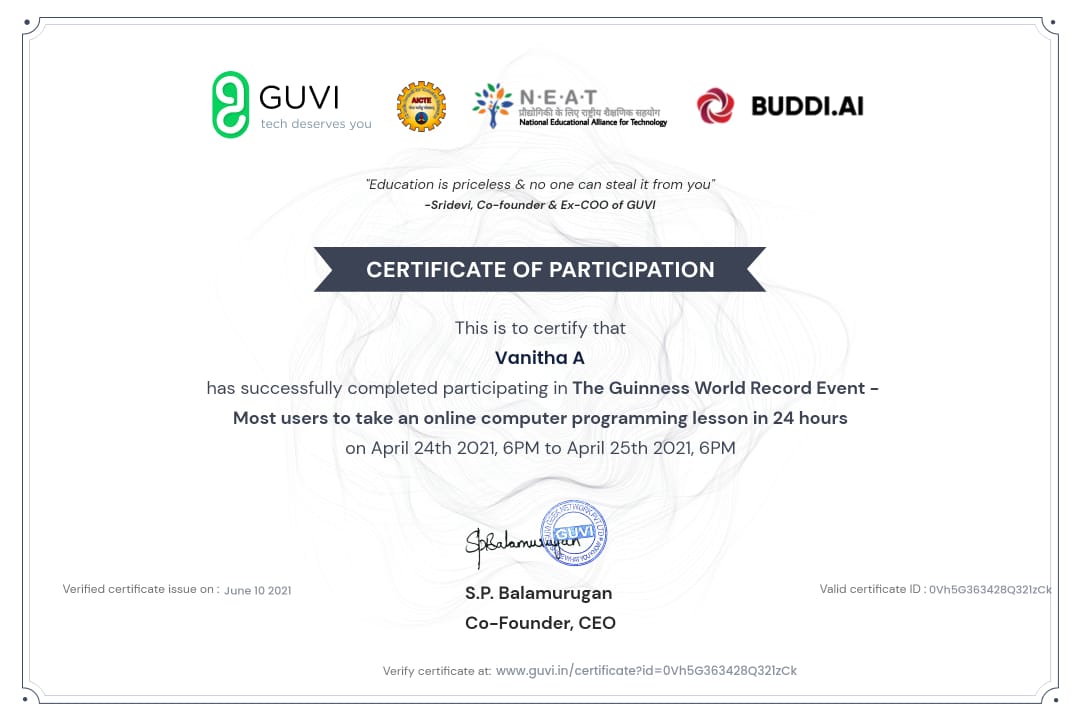 GUVI
tech deserves you
AICTE
N·E·A·T
प्रौद्योगिकी के लिए राष्ट्रीय शैक्षणिक सहयोग
National Educational Alliance for Technology
BUDDI.AI
"Education is priceless & no one can steal it from you"
-Sridevi, Co-founder & Ex-COO of GUVI
CERTIFICATE OF PARTICIPATION
This is to certify that
Vanitha A
has successfully completed participating in The Guinness World Record Event -
Most users to take an online computer programming lesson in 24 hours
on April 24th 2021, 6PM to April 25th 2021, 6PM
SpBalamurugan
GUVI
Verified certificate issue on : June 10 2021
S.P. Balamurugan
Co-Founder, CEO
Valid certificate ID : 0Vh5G363428Q321zCk
Verify certificate at: www.guvi.in/certificate?id=0Vh5G363428Q321zCk